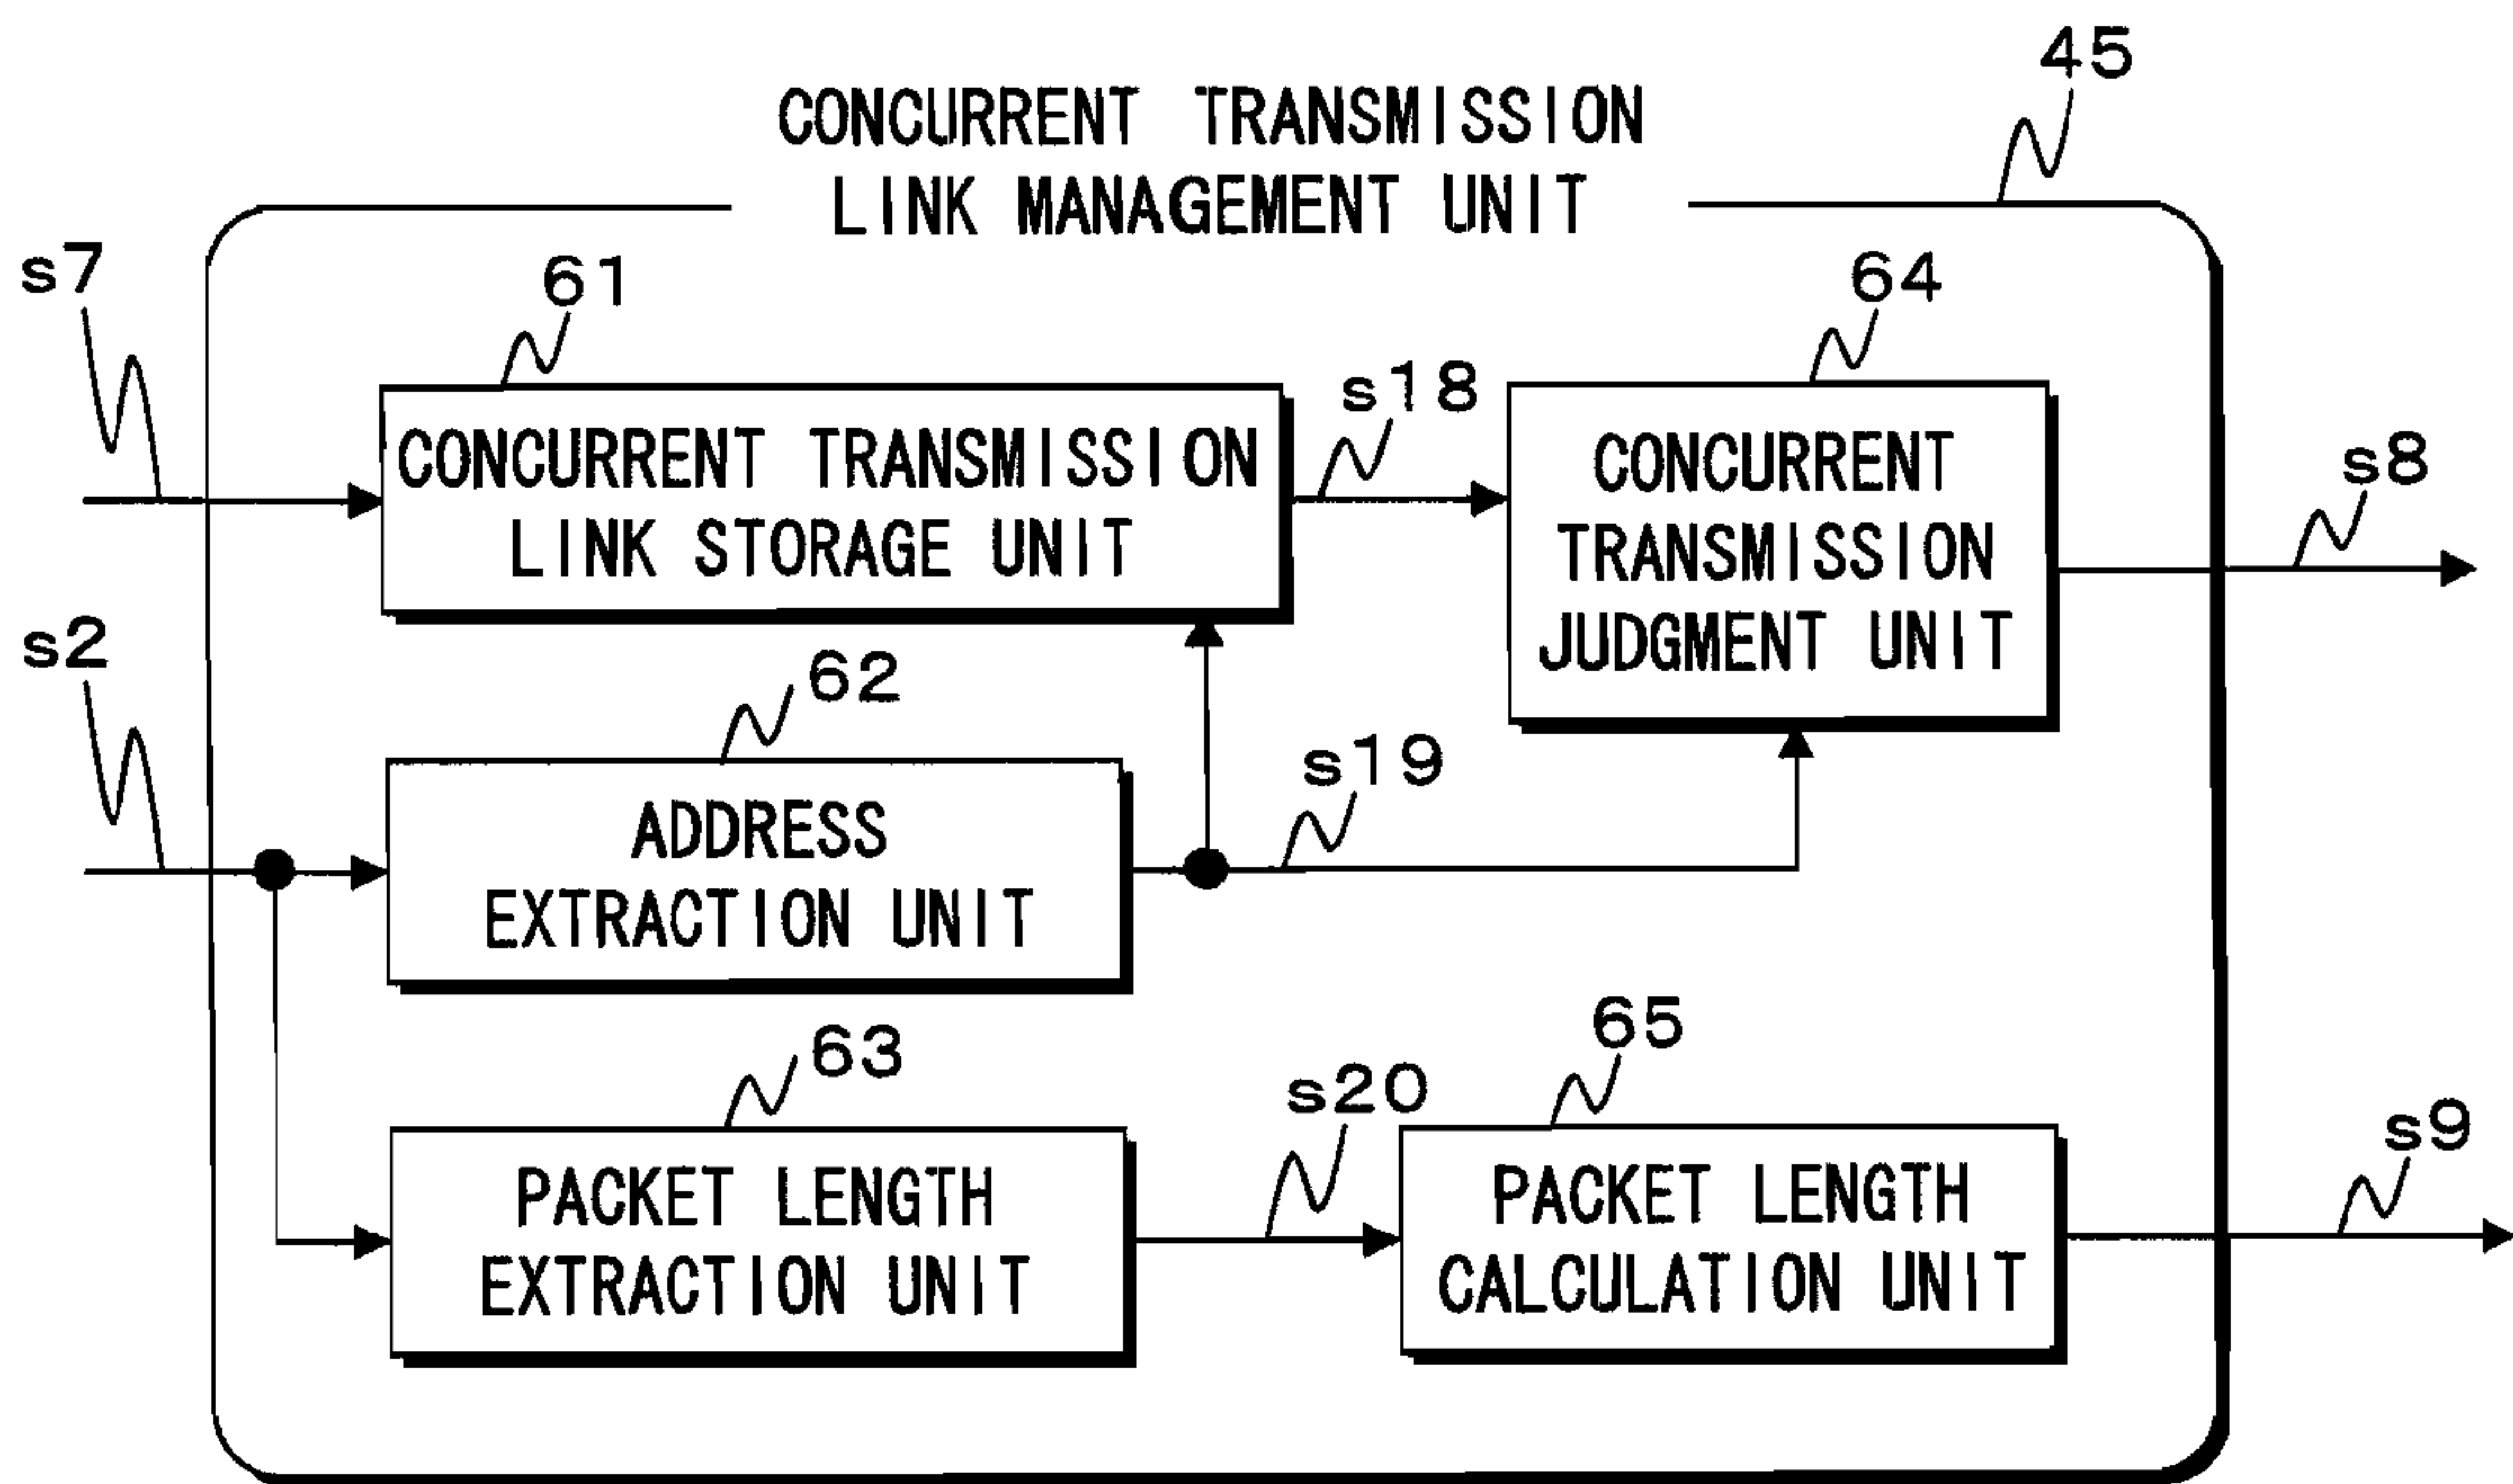 45
CONCURRENT TRANSMISSION
LINK MANAGEMENT UNIT
s7
61
64
s18
CONCURRENT TRANSMISSION
LINK STORAGE UNIT
CONCURRENT
TRANSMISSION
JUDGMENT UNIT
s8
s2
62
s19
ADDRESS
EXTRACTION UNIT
63
s20
65
PACKET LENGTH
EXTRACTION UNIT
PACKET LENGTH
CALCULATION UNIT
s9